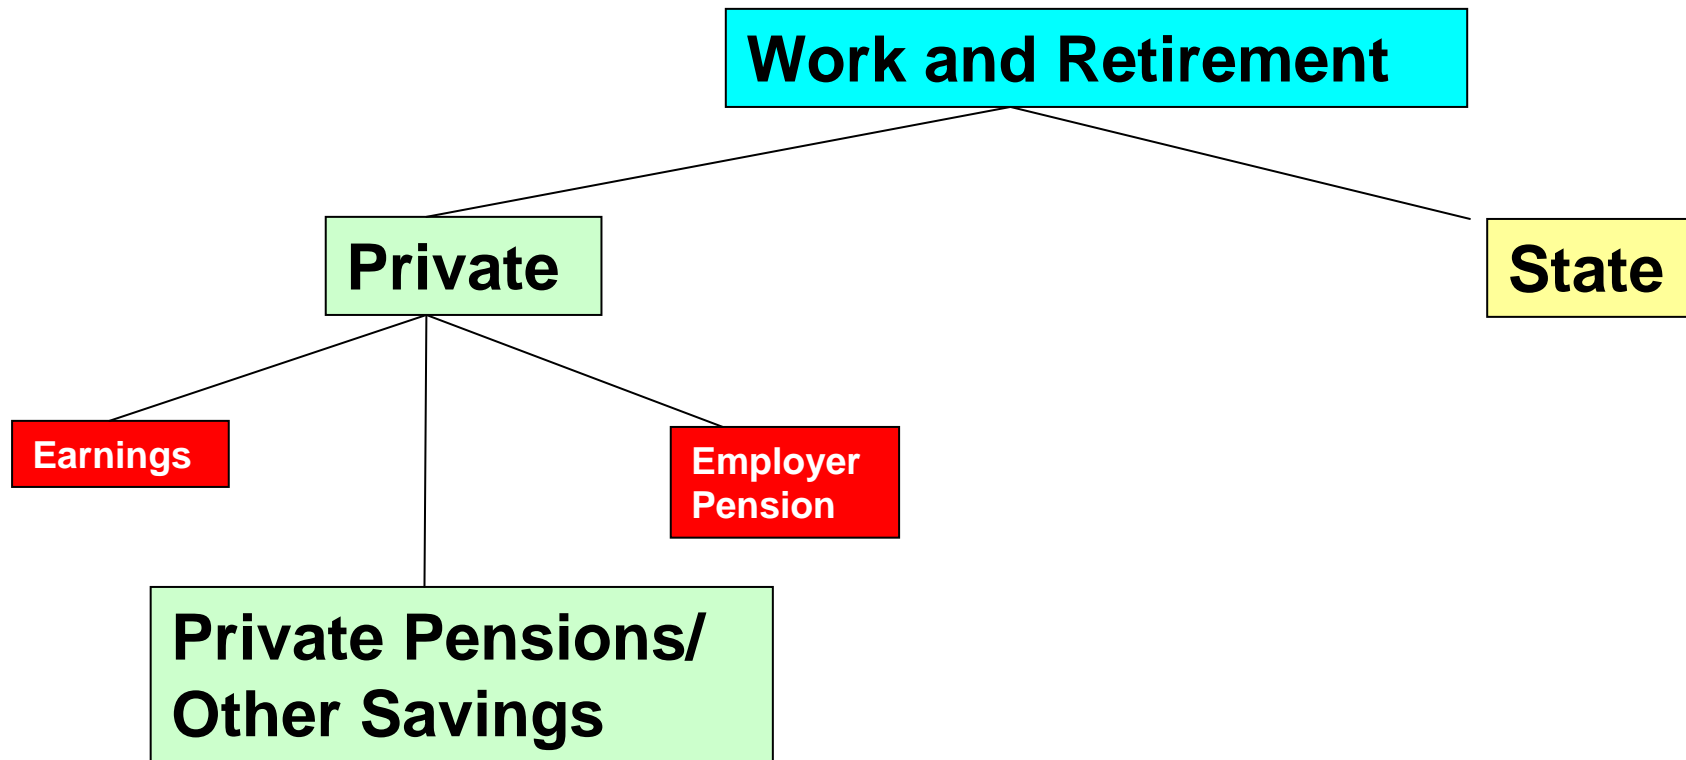 Work and Retirement
Private
State
Earnings
Employer
Pension
Private Pensions/
Other Savings